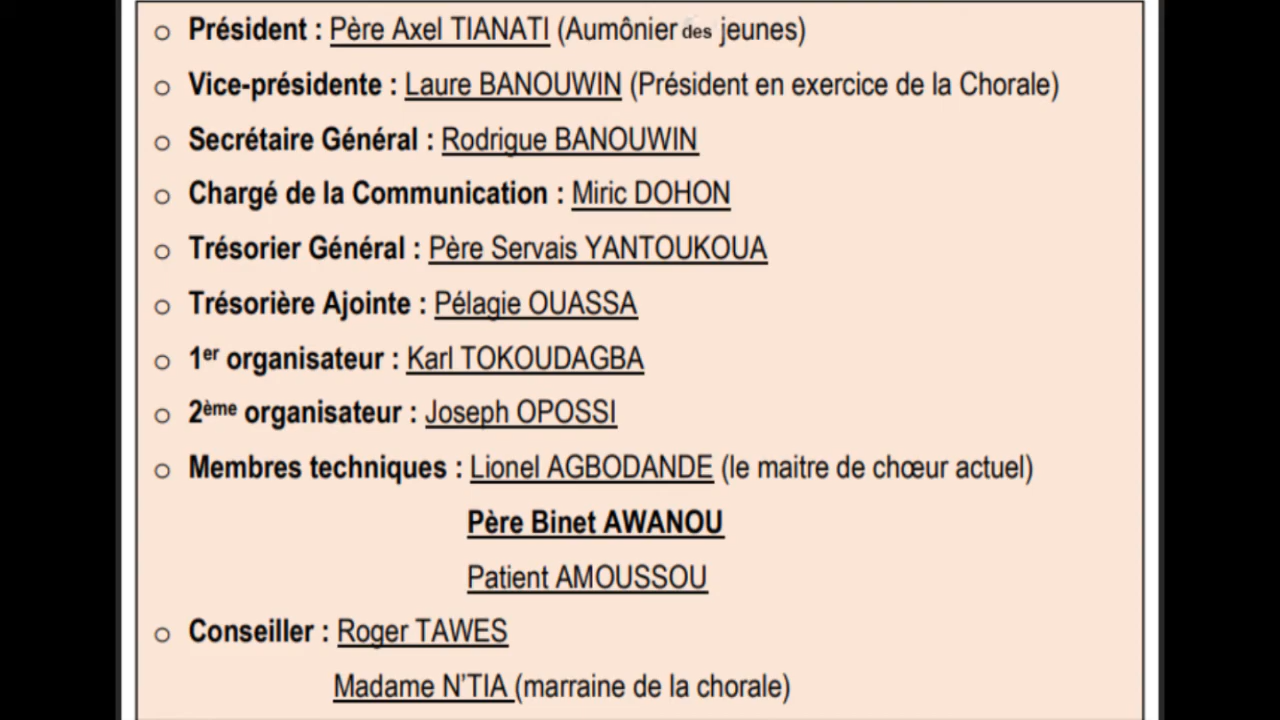 o Président : Père Axel TIANATI (Aumônier des jeunes)
o Vice-présidente : Laure BANOUWIN (Président en exercice de la Chorale)
o Secrétaire Général : Rodrigue BANOUWIN
o Chargé de la Communication : Miric DOHON
o Trésorier Général : Père Servais YANTOUKOUA
o Trésorière Ajointe : Pélagie OUASSA
o 1er organisateur : Karl TOKOUDAGBA
o 2ème organisateur : Joseph OPOSSI
o Membres techniques : Lionel AGBODANDE (le maitre de chœur actuel)
Père Binet AWANOU
Patient AMOUSSOU
o Conseiller : Roger TAWES
Madame N’TIA (marraine de la chorale)